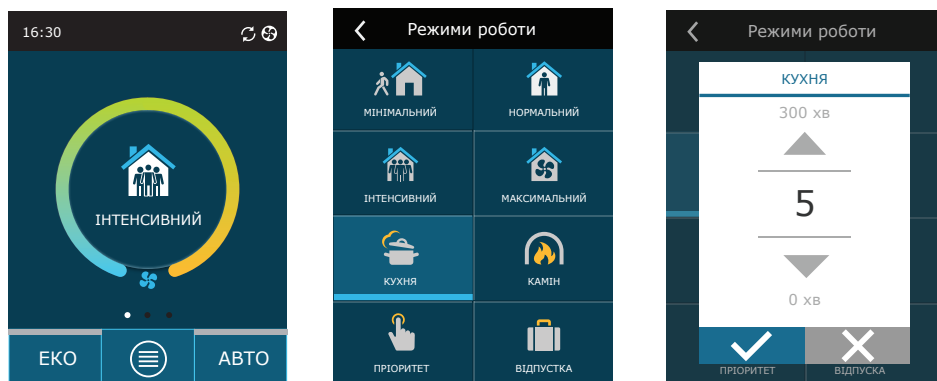 16:30
ІНТЕНСИВНИЙ
ЕКО
АВТО
Режими роботи
МІНІМАЛЬНИЙ
НОРМАЛЬНИЙ
ІНТЕНСИВНИЙ
МАКСИМАЛЬНИЙ
КУХНЯ
КАМІН
ПРІОРИТЕТ
ВІДПУСТКА
Режими роботи
КУХНЯ
300 хв
5
0 хв
ПРІОРИТЕТ
ВІДПУСКА